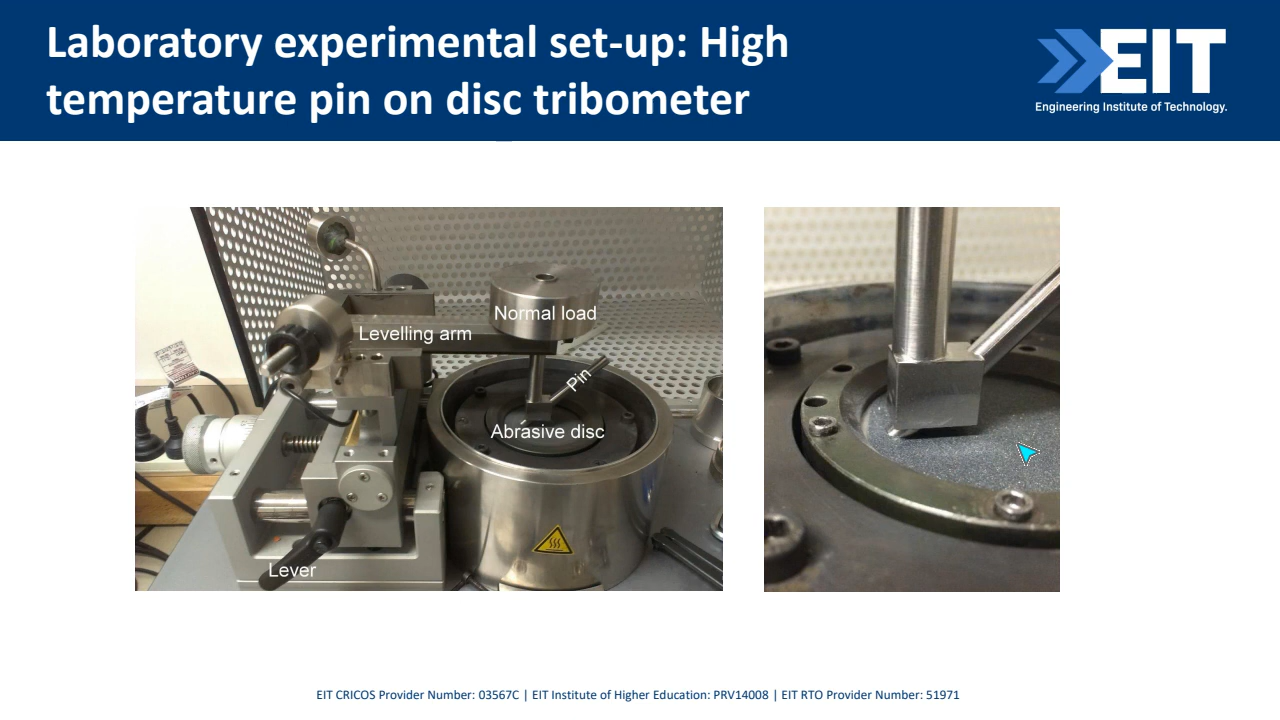 Laboratory experimental set-up: High
temperature pin on disc tribometer
EIT
Engineering Institute of Technology.
Normal load
Levelling arm
Pin
Abrasive disc
Lever
EIT CRICOS Provider Number: 03567C | EIT Institute of Higher Education: PRV14008 | EIT RTO Provider Number: 51971